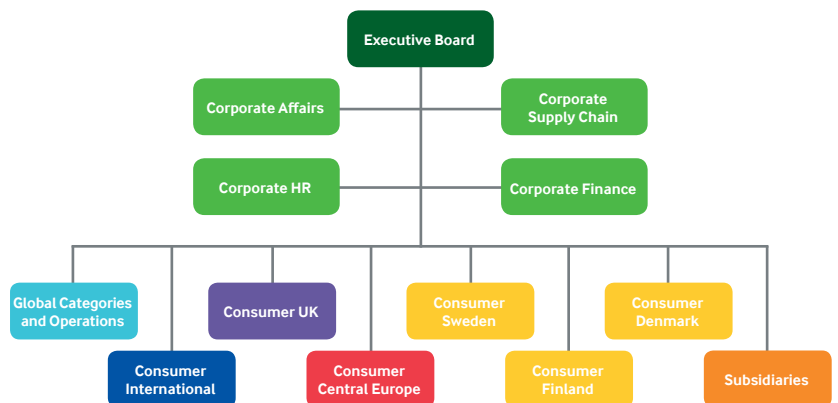 Executive Board
Corporate Affairs
Corporate
Supply Chain
Corporate HR
Corporate Finance
Global Categories
and Operations
Consumer UK
Consumer
Sweden
Consumer
Denmark
Consumer
International
Consumer
Central Europe
Consumer
Finland
Subsidiaries